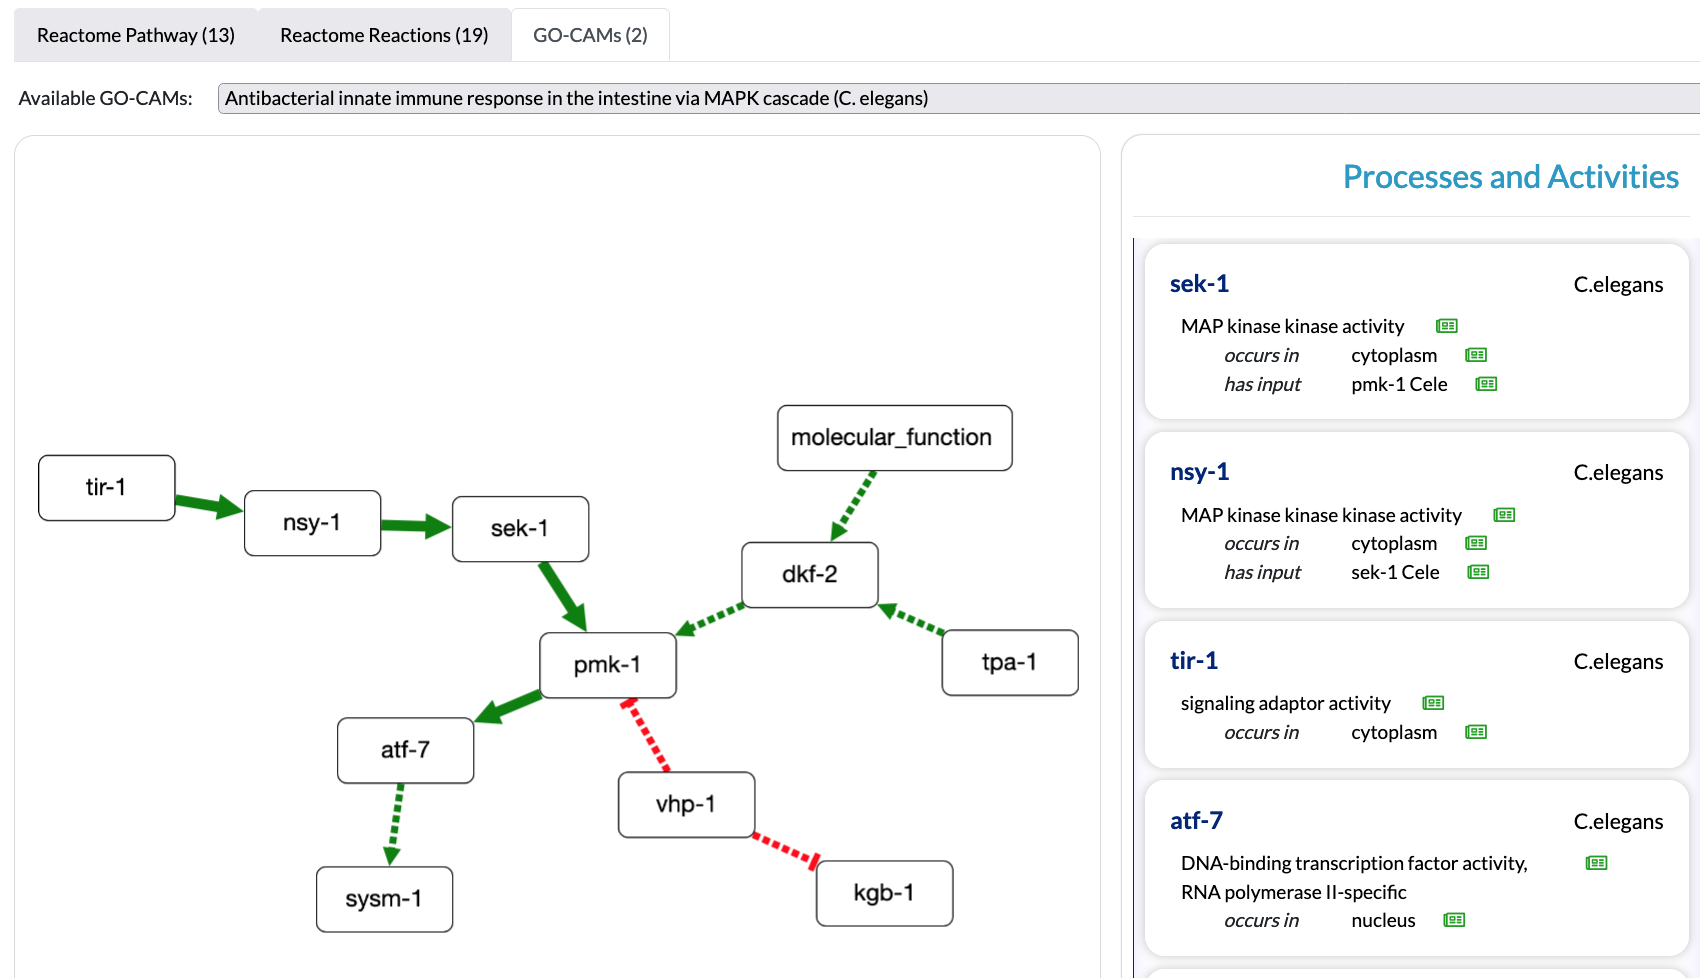 Reactome Pathway (13)
Reactome Reactions (19)
GO-CAMs (2)
Available GO-CAMs:
Antibacterial innate immune response in the intestine via MAPK cascade (C. elegans)
molecular_function
tir-1
nsy-1
sek-1
dkf-2
pmk-1
tpa-1
atf-7
vhp-1
sysm-1
kgb-1
Processes and Activities
sek-1
C.elegans
MAP kinase kinase activity
occurs in cytoplasm
has input pmk-1 Cele
nsy-1
C.elegans
MAP kinase kinase kinase activity
occurs in cytoplasm
has input sek-1 Cele
tir-1
C.elegans
signaling adaptor activity
occurs in cytoplasm
atf-7
C.elegans
DNA-binding transcription factor activity,
RNA polymerase II-specific
occurs in nucleus